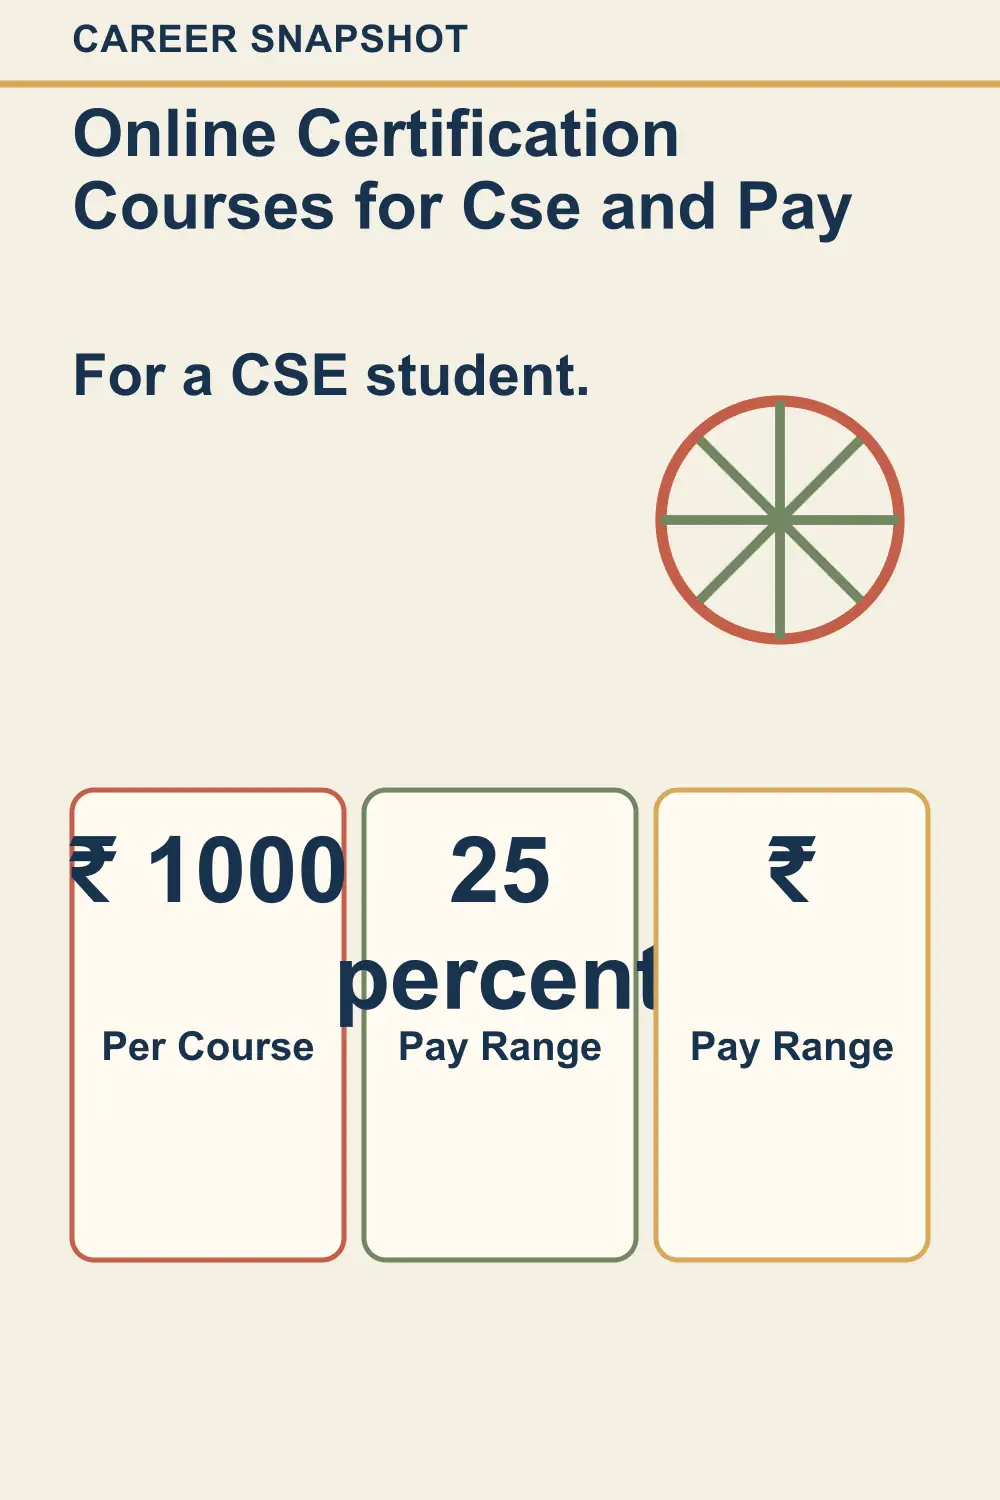 CAREER SNAPSHOT
Online Certification
Courses for Cse and Pay
For a CSE student.
₹ 1000
Per Course
25
percent
Pay Range
₹
Pay Range